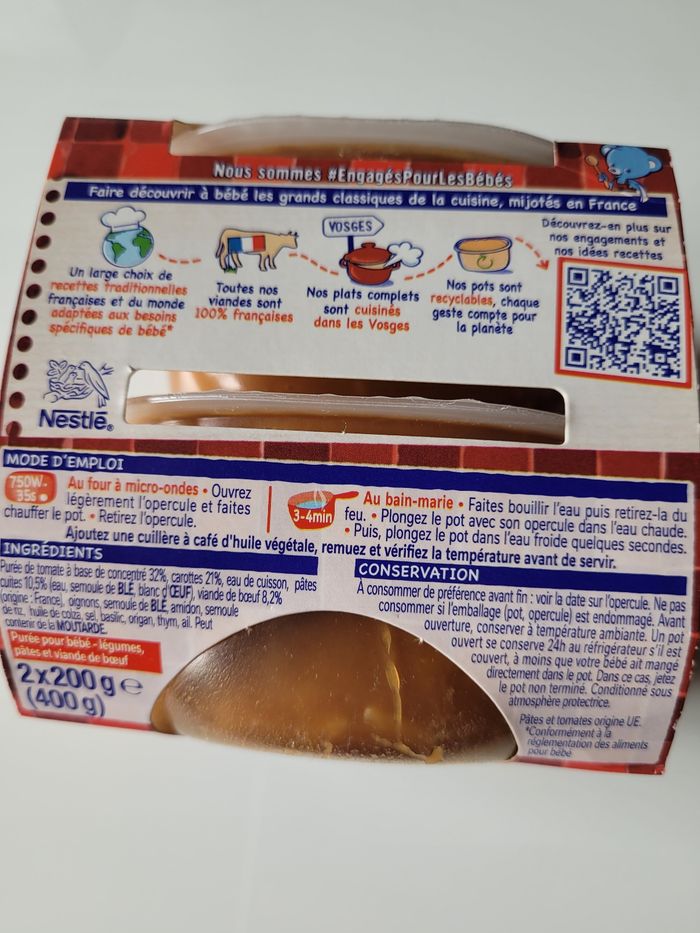 Nous sommes #EngagésPourLesBébés
Faire découvrir à bébé les grands classiques de la cuisine, mijotés en France
Un large choix de
recettes traditionnelles
françaises et du monde
adaptées aux besoins
spécifiques de bébé*
Toutes nos
viandes sont
100% françaises
VOSGES
Nos plats complets
sont cuisinés
dans les Vosges
Nos pots sont
recyclables, chaque
geste compte pour
la planète
Découvrez-en plus sur
nos engagements et
nos idées recettes
Nestlé®
MODE D'EMPLOI
750W-
35s
Au four à micro-ondes • Ouvrez
légèrement l'opercule et faites
chauffer le pot. • Retirez l'opercule.
3-4min
Au bain-marie • Faites bouillir l'eau puis retirez-la du
feu. • Plongez le pot avec son opercule dans l'eau chaude.
• Puis, plongez le pot dans l'eau froide quelques secondes.
Ajoutez une cuillère à café d'huile végétale, remuez et vérifiez la température avant de servir.
INGRÉDIENTS
Purée de tomate à base de concentré 32%, carottes 21%, eau de cuisson, pâtes
cuites 10,5% (eau, semoule de BLÉ, blanc d'ŒUF), viande de bœuf 8,2%
(origine : France), oignons, semoule de BLÉ, amidon, semoule
de riz, huile de colza, sel, basilic, origan, thym, ail. Peut
contenir de la MOUTARDE.
Purée pour bébé - légumes,
pâtes et viande de bœuf
2x200g e
(400g)
CONSERVATION
À consommer de préférence avant fin : voir la date sur l'opercule. Ne pas
consommer si l'emballage (pot, opercule) est endommagé. Avant
ouverture, conserver à température ambiante. Un pot
ouvert se conserve 24h au réfrigérateur s'il est
couvert, à moins que votre bébé ait mangé
directement dans le pot. Dans ce cas, jetez
le pot non terminé. Conditionné sous
atmosphère protectrice.
Pâtes et tomates origine UE.
*Conformément à la
réglementation des aliments
pour bébé.